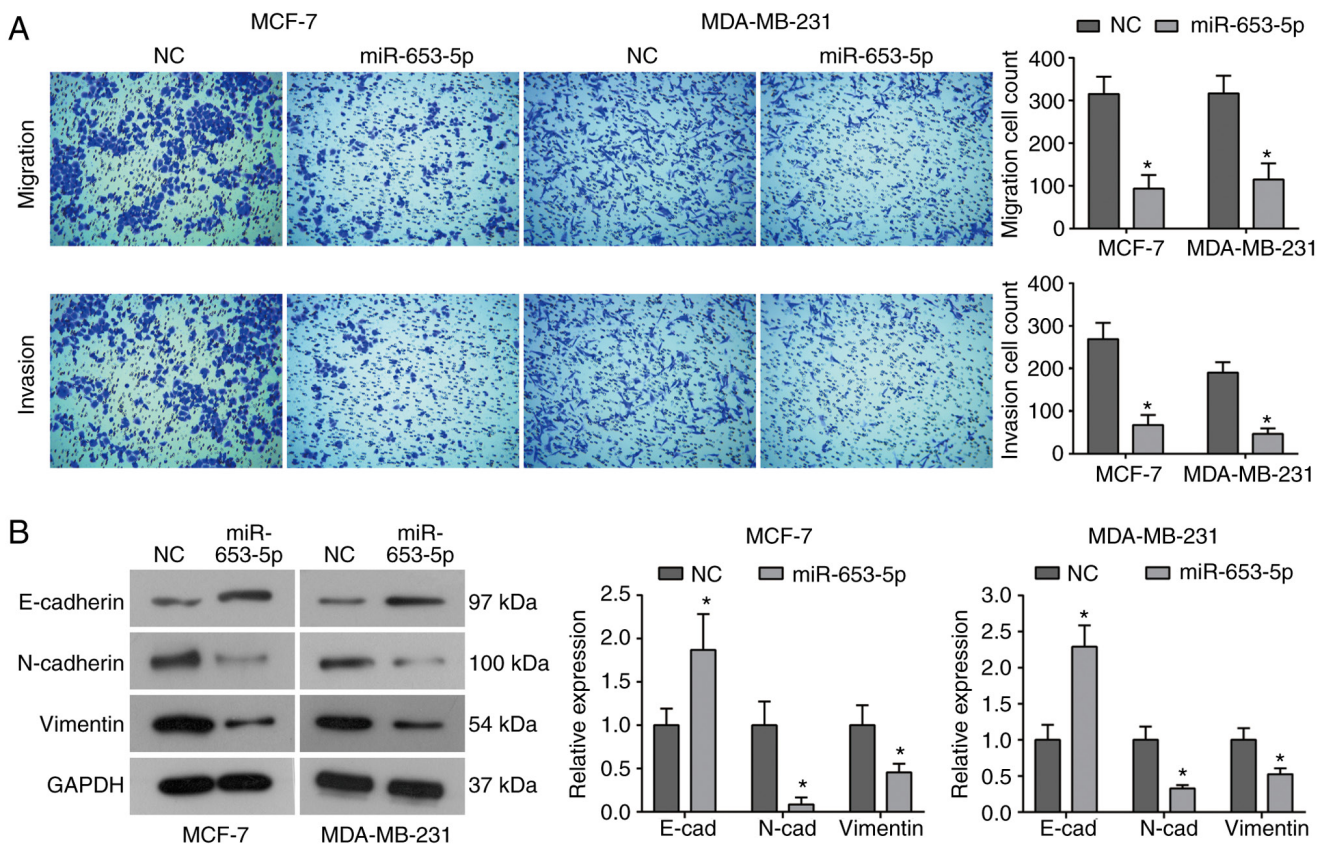 A
MCF-7
MDA-MB-231
NC
miR-653-5p
NC
miR-653-5p
Migration
Invasion
NC
miR-653-5p
Migration cell count
400
300
200
100
0
MCF-7
MDA-MB-231
Invasion cell count
400
300
200
100
0
MCF-7
MDA-MB-231
*
*
*
*
B
NC
miR-
653-5p
NC
miR-
653-5p
E-cadherin
97 kDa
N-cadherin
100 kDa
Vimentin
54 kDa
GAPDH
37 kDa
MCF-7
MDA-MB-231
MCF-7
NC
miR-653-5p
Relative expression
2.5
2.0
1.5
1.0
0.5
0.0
*
*
*
E-cad
N-cad
Vimentin
MDA-MB-231
NC
miR-653-5p
Relative expression
3.0
2.5
2.0
1.5
1.0
0.5
0.0
*
*
*
E-cad
N-cad
Vimentin